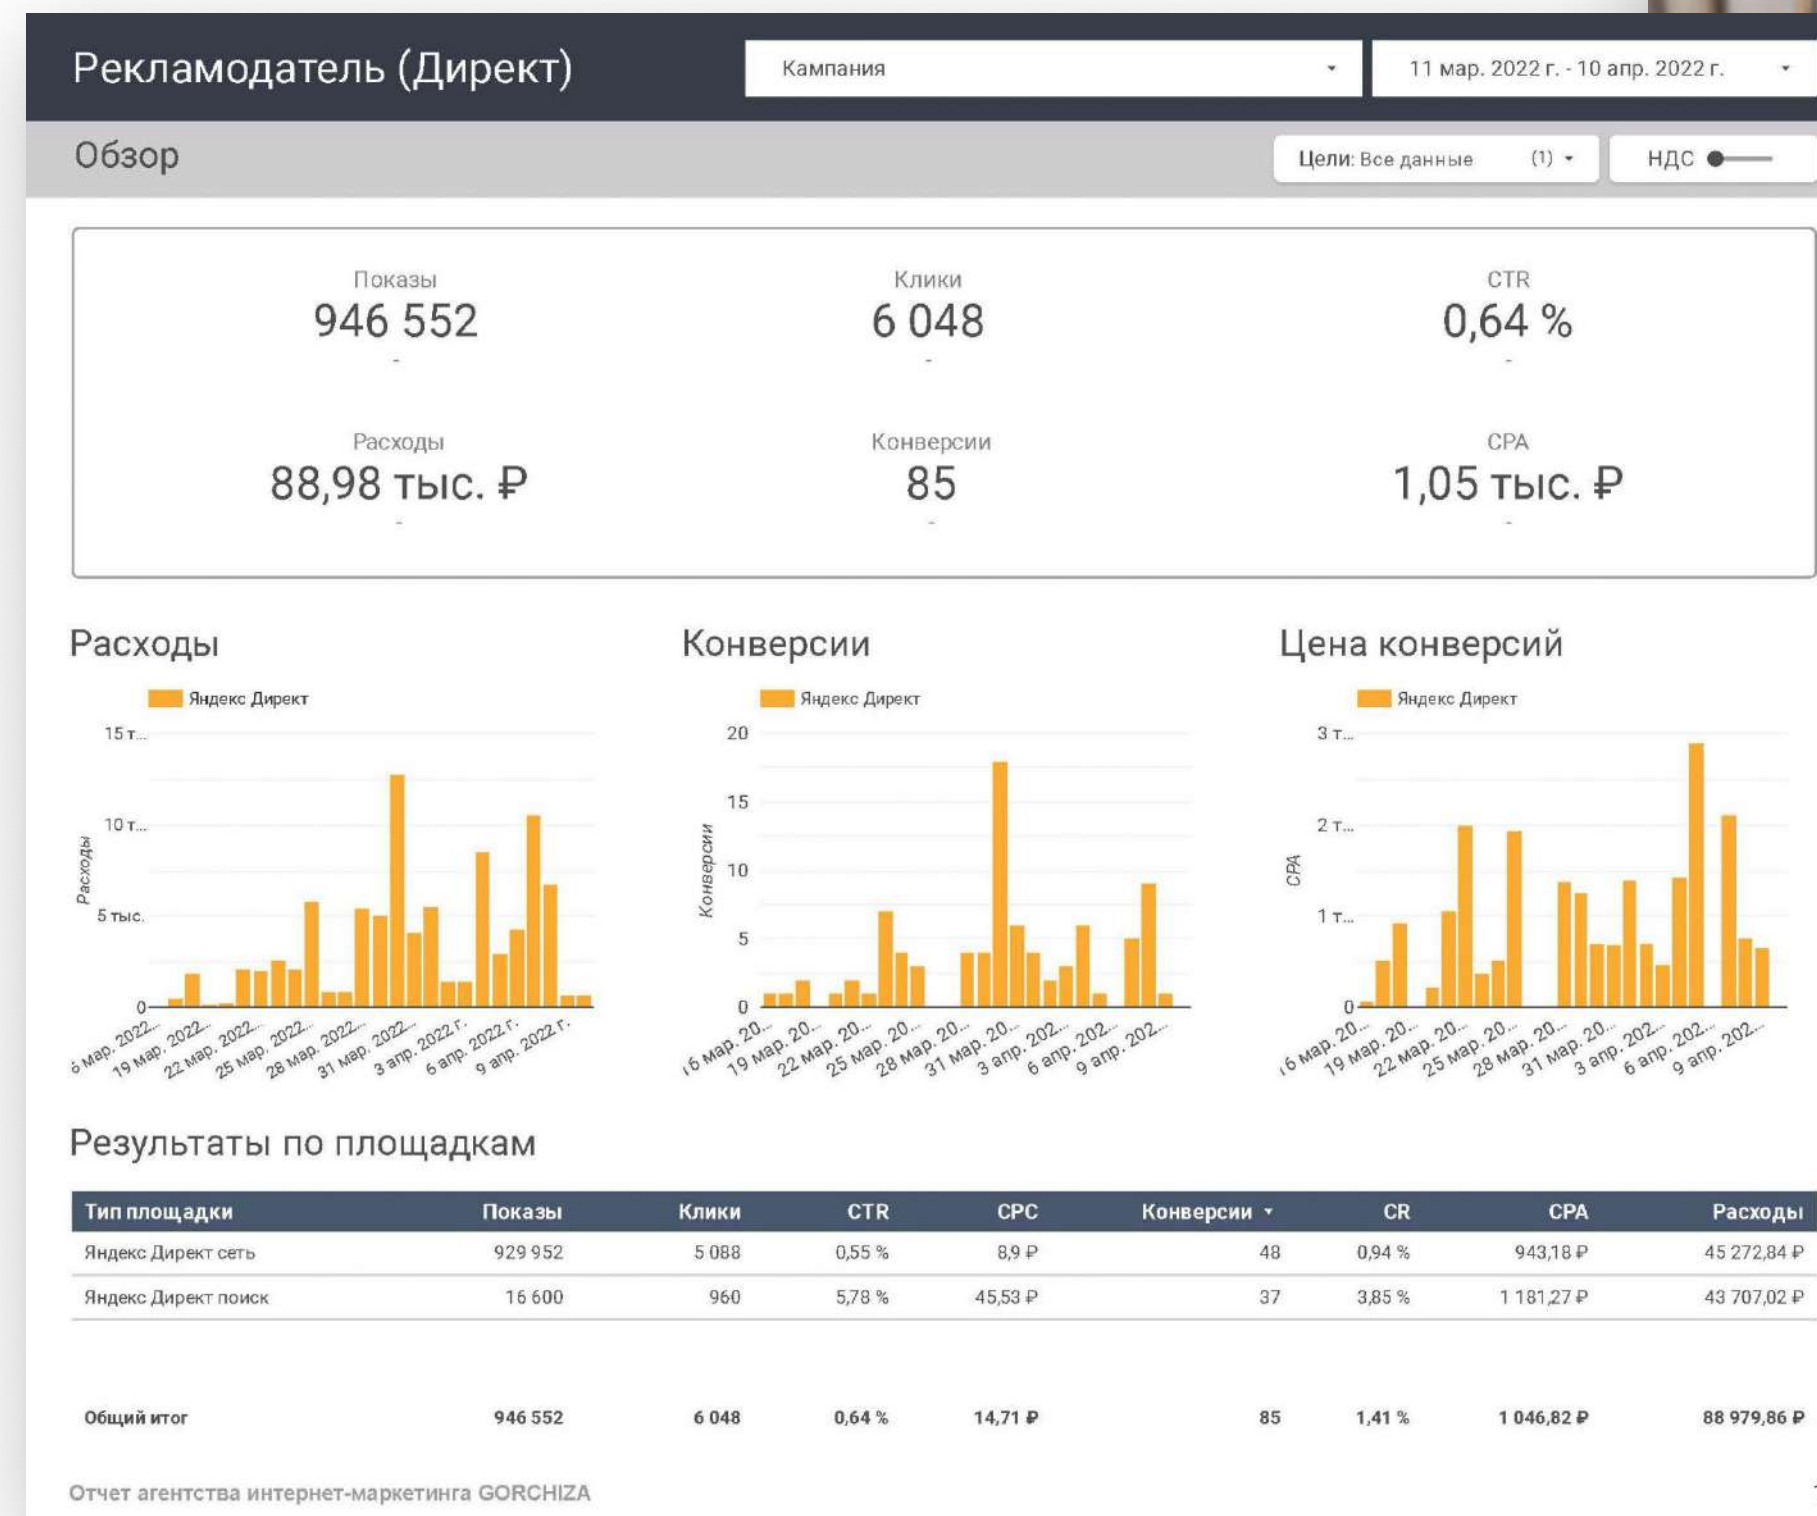 Рекламодатель (Директ)
Кампания
11 мар. 2022 г. - 10 апр. 2022 г.
Обзор
Цели: Все данные (1)
НДС
Показы Клики CTR
946 552 6 048 0,64 %
- - -
Расходы Конверсии CPA
88,98 тыс. ₽ 85 1,05 тыс. ₽
- - -
Расходы
Яндекс Директ
15 т...
10 т...
5 тыс.
0
Расходы
6 мар. 2022... 19 мар. 2022... 22 мар. 2022... 25 мар. 2022... 28 мар. 2022... 31 мар. 2022... 3 апр. 2022 г. 6 апр. 2022 г. 9 апр. 2022 г.
Конверсии
Яндекс Директ
20
15
10
5
0
Конверсии
16 мар. 20... 19 мар. 20... 22 мар. 20... 25 мар. 20... 28 мар. 20... 31 мар. 20... 3 апр. 202... 6 апр. 202... 9 апр. 202...
Цена конверсий
Яндекс Директ
3 т...
2 т...
1 т...
0
CPA
16 мар. 20... 19 мар. 20... 22 мар. 20... 25 мар. 20... 28 мар. 20... 31 мар. 20... 3 апр. 202... 6 апр. 202... 9 апр. 202...
Результаты по площадкам
Тип площадки Показы Клики CTR CPC Конверсии CR CPA Расходы
Яндекс Директ сеть 929 952 5 088 0,55 % 8,9 ₽ 48 0,94 % 943,18 ₽ 45 272,84 ₽
Яндекс Директ поиск 16 600 960 5,78 % 45,53 ₽ 37 3,85 % 1 181,27 ₽ 43 707,02 ₽
Общий итог 946 552 6 048 0,64 % 14,71 ₽ 85 1,41 % 1 046,82 ₽ 88 979,86 ₽
Отчет агентства интернет-маркетинга GORCHIZA